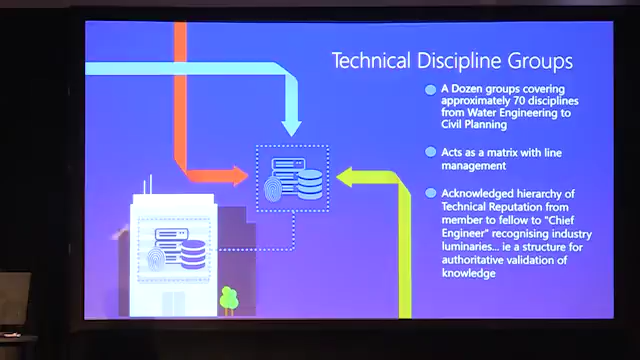 Technical Discipline Groups
A Dozen groups covering
approximately 70 disciplines
from Water Engineering to
Civil Planning
Acts as a matrix with line
management
Acknowledged hierarchy of
Technical Reputation from
member to fellow to "Chief
Engineer" recognising industry
luminaries... ie a structure for
authoritative validation of
knowledge